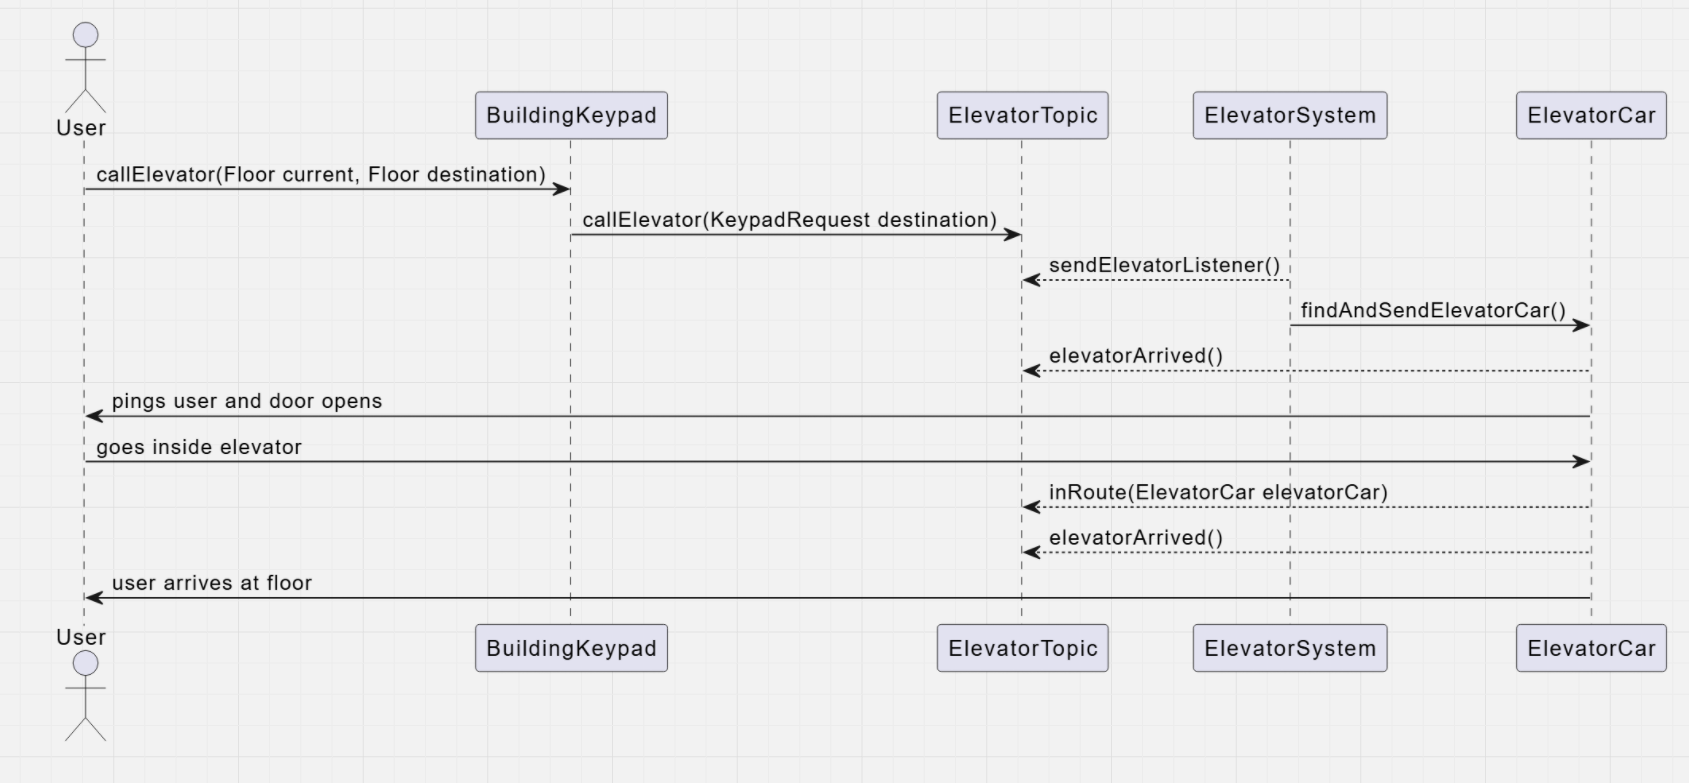 User
BuildingKeypad
ElevatorTopic
ElevatorSystem
ElevatorCar
callElevator(Floor current, Floor destination)
callElevator(KeypadRequest destination)
sendElevatorListener()
findAndSendElevatorCar()
elevatorArrived()
pings user and door opens
goes inside elevator
inRoute(ElevatorCar elevatorCar)
elevatorArrived()
user arrives at floor
User
BuildingKeypad
ElevatorTopic
ElevatorSystem
ElevatorCar